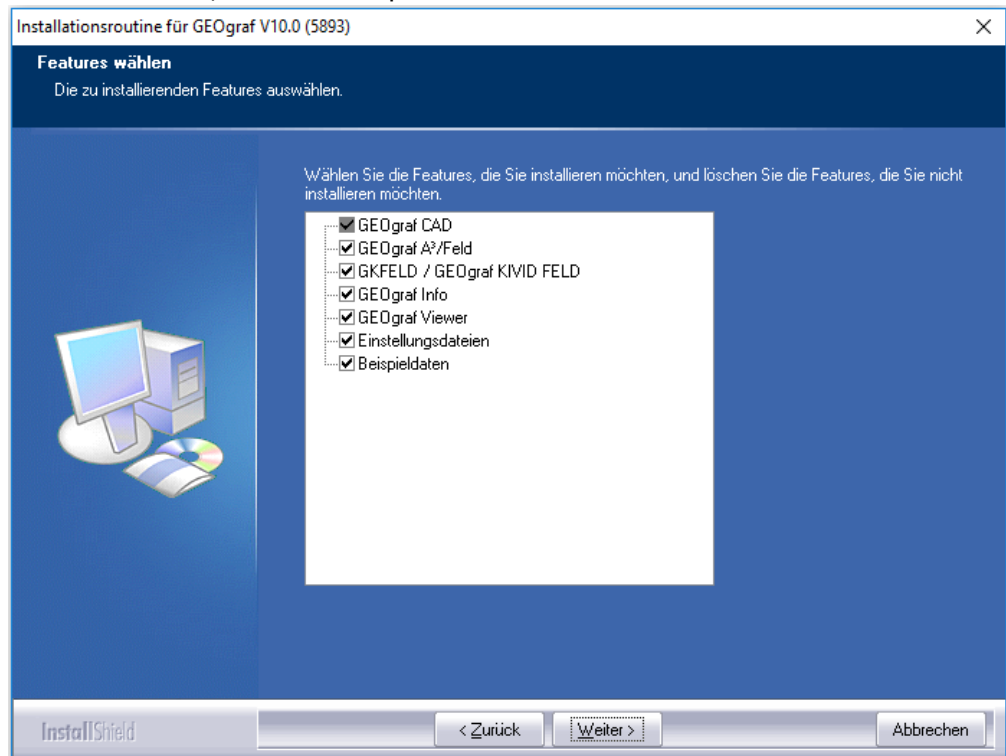 Installationsroutine für GEOgraf V10.0 (5893)
Features wählen
Die zu installierenden Features auswählen.
Wählen Sie die Features, die Sie installieren möchten, und löschen Sie die Features, die Sie nicht
installieren möchten.
GEOgraf CAD
GEOgraf A³/Feld
GKFELD / GEOgraf KIVID FELD
GEOgraf Info
GEOgraf Viewer
Einstellungsdateien
Beispieldaten
InstallShield
< Zurück
Weiter >
Abbrechen